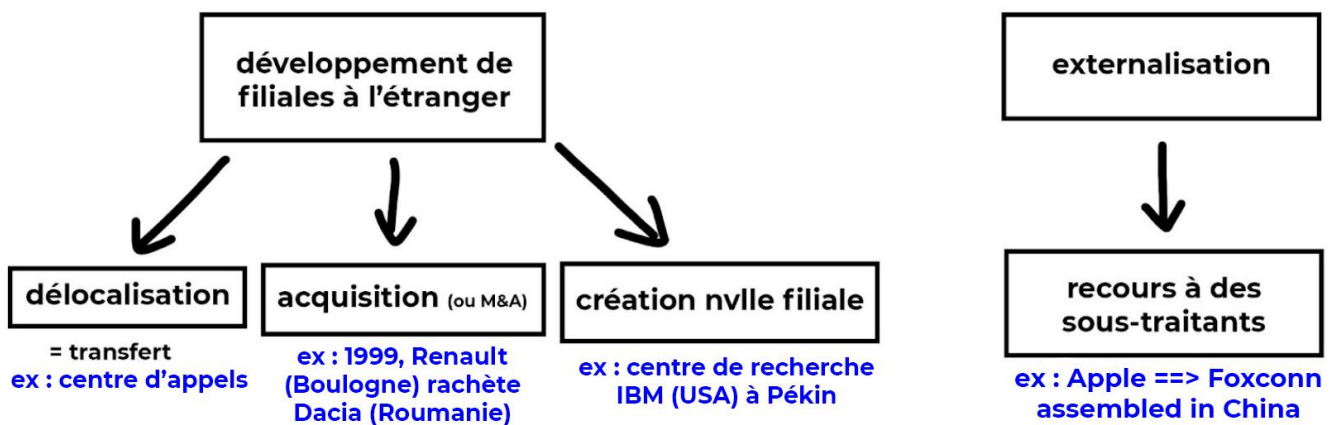 développement de
filiales à l'étranger
externalisation
délocalisation
= transfert
ex : centre d'appels
acquisition (ou M&A)
ex : 1999, Renault
(Boulogne) rachète
Dacia (Roumanie)
création nvlle filiale
ex : centre de recherche
IBM (USA) à Pékin
recours à des
sous-traitants
ex : Apple ==> Foxconn
assembled in China